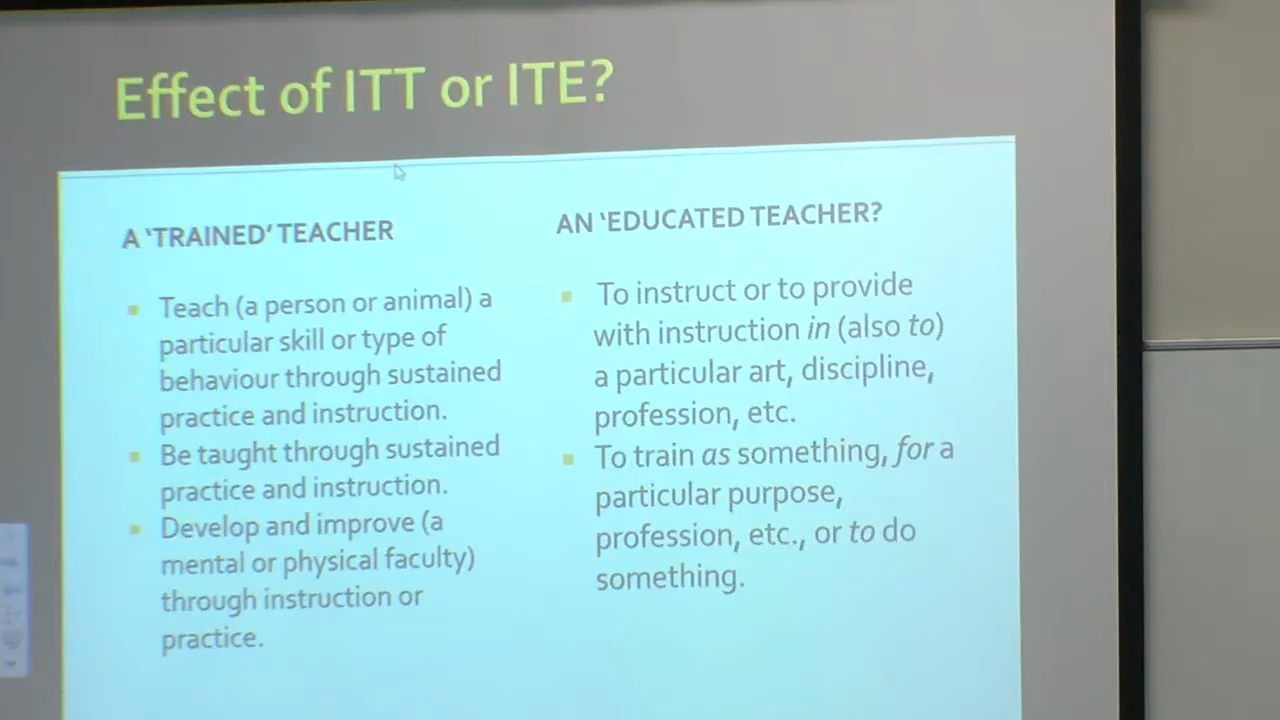 Effect of ITT or ITE?
A ‘TRAINED’ TEACHER
Teach (a person or animal) a
particular skill or type of
behaviour through sustained
practice and instruction.
Be taught through sustained
practice and instruction.
Develop and improve (a
mental or physical faculty)
through instruction or
practice.
AN ‘EDUCATED TEACHER?
To instruct or to provide
with instruction in (also to)
a particular art, discipline,
profession, etc.
To train as something, for a
particular purpose,
profession, etc., or to do
something.